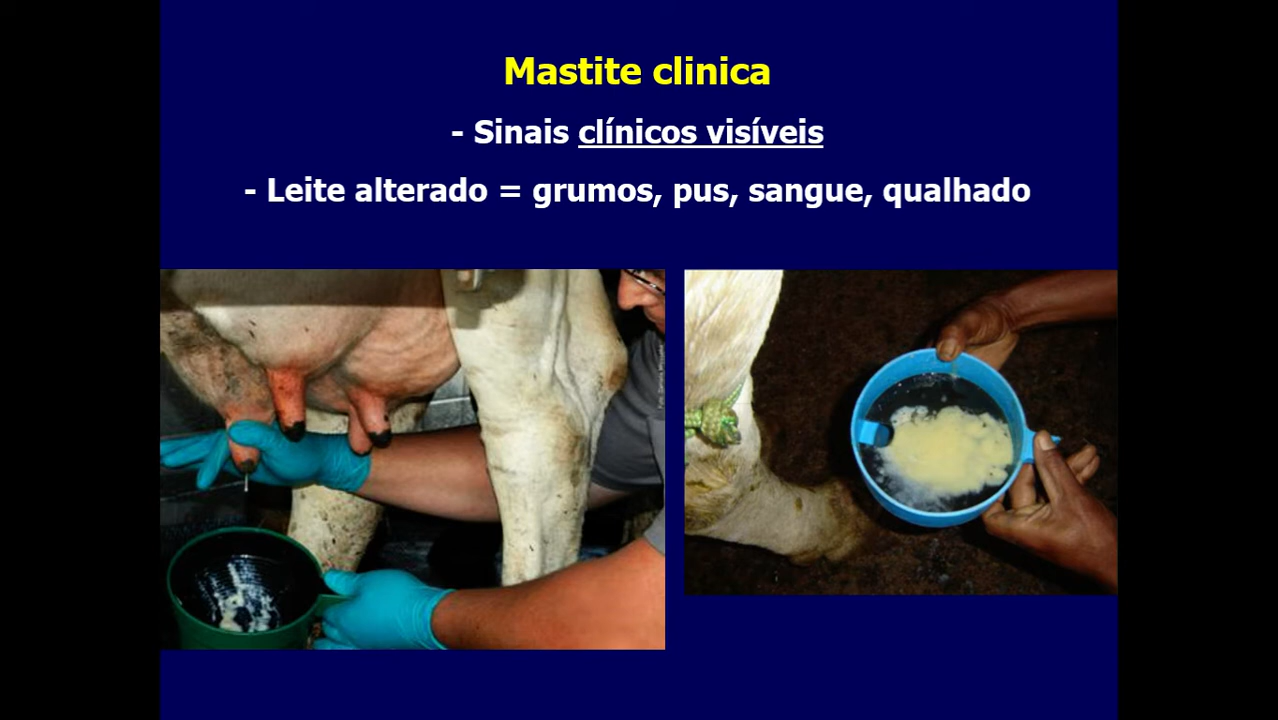 Mastite clinica
- Sinais clínicos visíveis
- Leite alterado = grumos, pus, sangue, qualhado